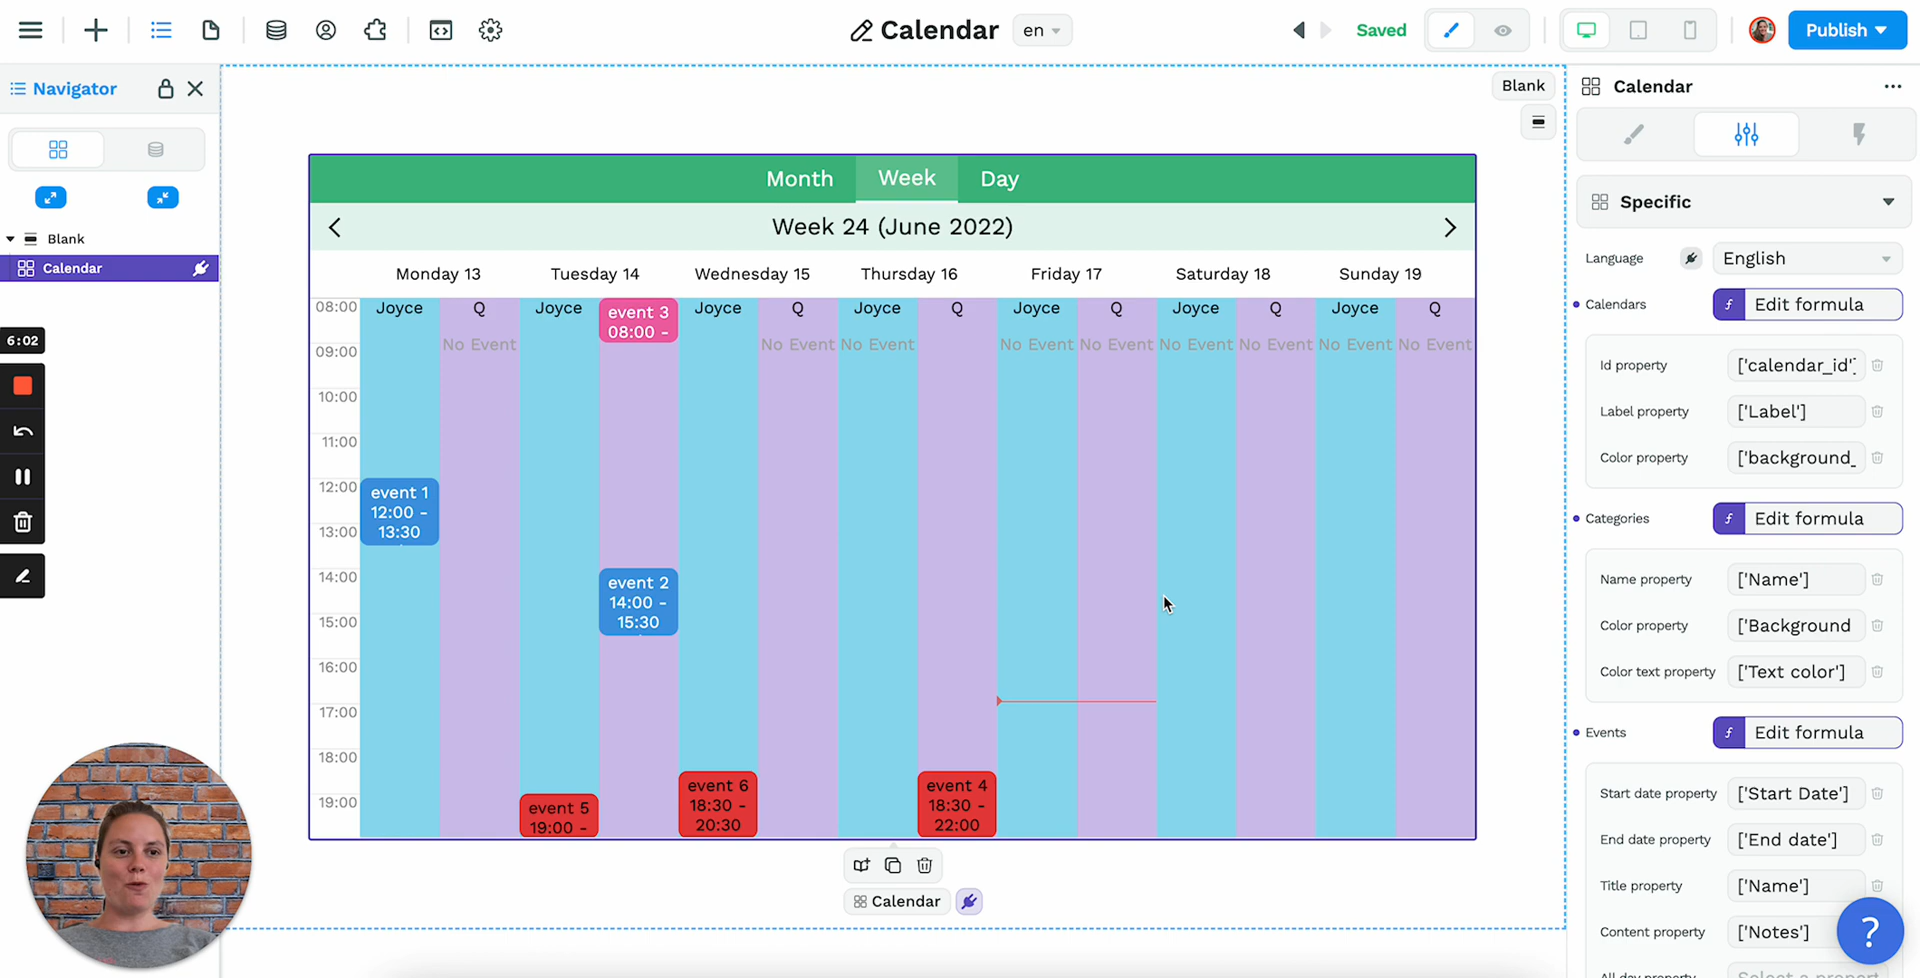 Calendar
en
Saved
Publish
Navigator
Blank
Calendar
6:02
Blank
Month
Week
Day
Week 24 (June 2022)
Monday 13
Tuesday 14
Wednesday 15
Thursday 16
Friday 17
Saturday 18
Sunday 19
08:00
09:00
10:00
11:00
12:00
13:00
14:00
15:00
16:00
17:00
18:00
19:00
Joyce
Q
Joyce
event 3
08:00 -
Joyce
Q
Joyce
Q
Joyce
Q
Joyce
Q
Joyce
Q
No Event
No Event
No Event
No Event
No Event
No Event
No Event
No Event
No Event
event 1
12:00 -
13:30
event 2
14:00 -
15:30
event 5
19:00 -
event 6
18:30 -
20:30
event 4
18:30 -
22:00
Calendar
Calendar
Specific
Language
English
Calendars
f
Edit formula
Id property
['calendar_id']
Label property
['Label']
Color property
['background_
Categories
f
Edit formula
Name property
['Name']
Color property
['Background
Color text property
['Text color']
Events
f
Edit formula
Start date property
['Start Date']
End date property
['End date']
Title property
['Name']
Content property
['Notes']
All day property
?